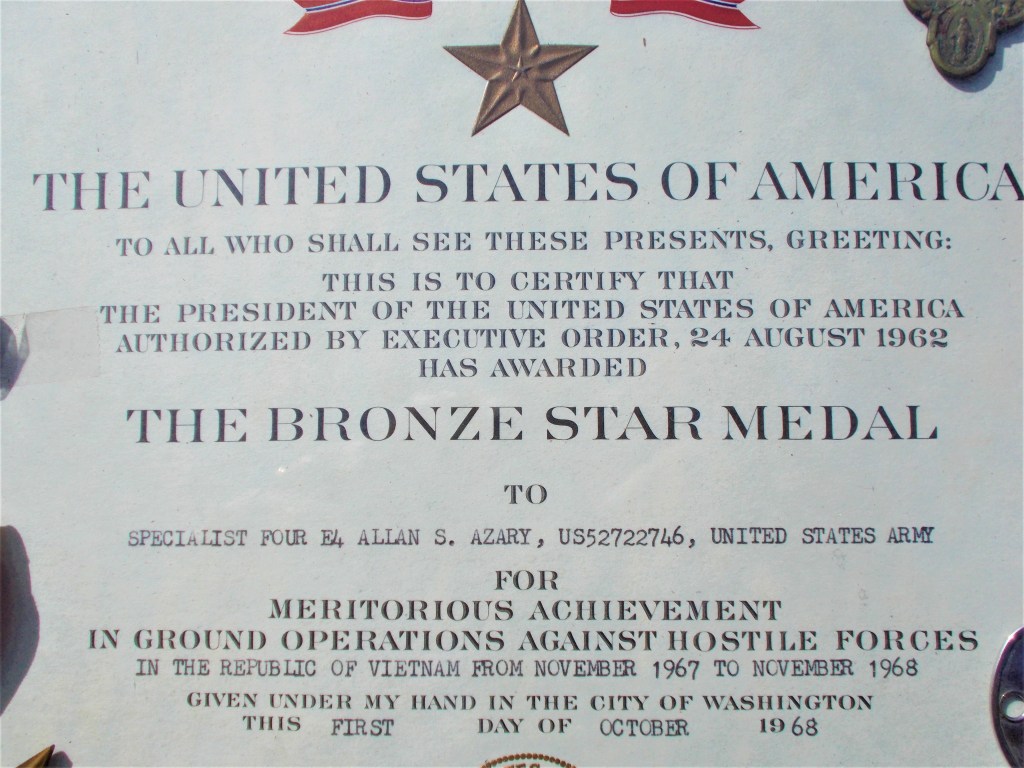 THE UNITED STATES OF AMERICA
TO ALL WHO SHALL SEE THESE PRESENTS, GREETING:
THIS IS TO CERTIFY THAT
THE PRESIDENT OF THE UNITED STATES OF AMERICA
AUTHORIZED BY EXECUTIVE ORDER, 24 AUGUST 1962
HAS AWARDED
THE BRONZE STAR MEDAL
TO
SPECIALIST FOUR E4 ALLAN S. AZARY, US52722746, UNITED STATES ARMY
FOR
MERITORIOUS ACHIEVEMENT
IN GROUND OPERATIONS AGAINST HOSTILE FORCES
IN THE REPUBLIC OF VIETNAM FROM NOVEMBER 1967 TO NOVEMBER 1968
GIVEN UNDER MY HAND IN THE CITY OF WASHINGTON
THIS FIRST DAY OF OCTOBER 1968